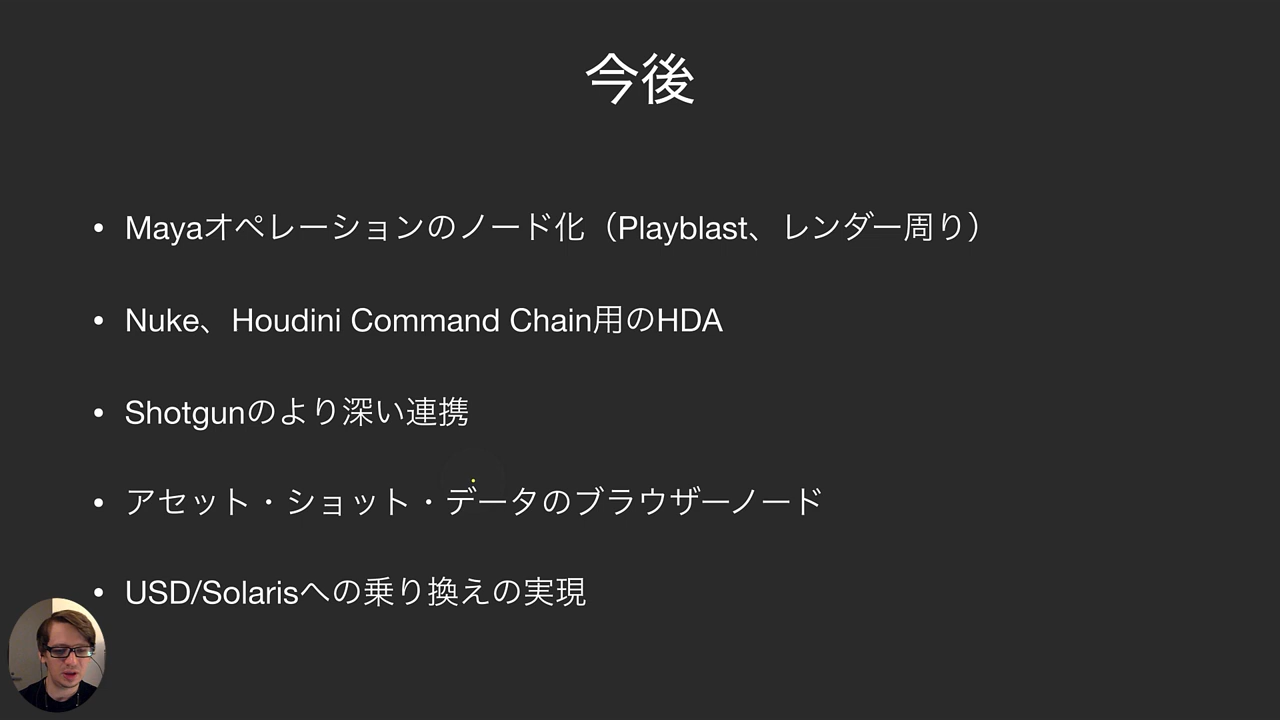 今後
• Mayaオペレーションのノード化（Playblast、レンダー周り）
• Nuke、Houdini Command Chain用のHDA
• Shotgunのより深い連携
• アセット・ショット・データのブラウザーノード
• USD/Solarisへの乗り換えの実現